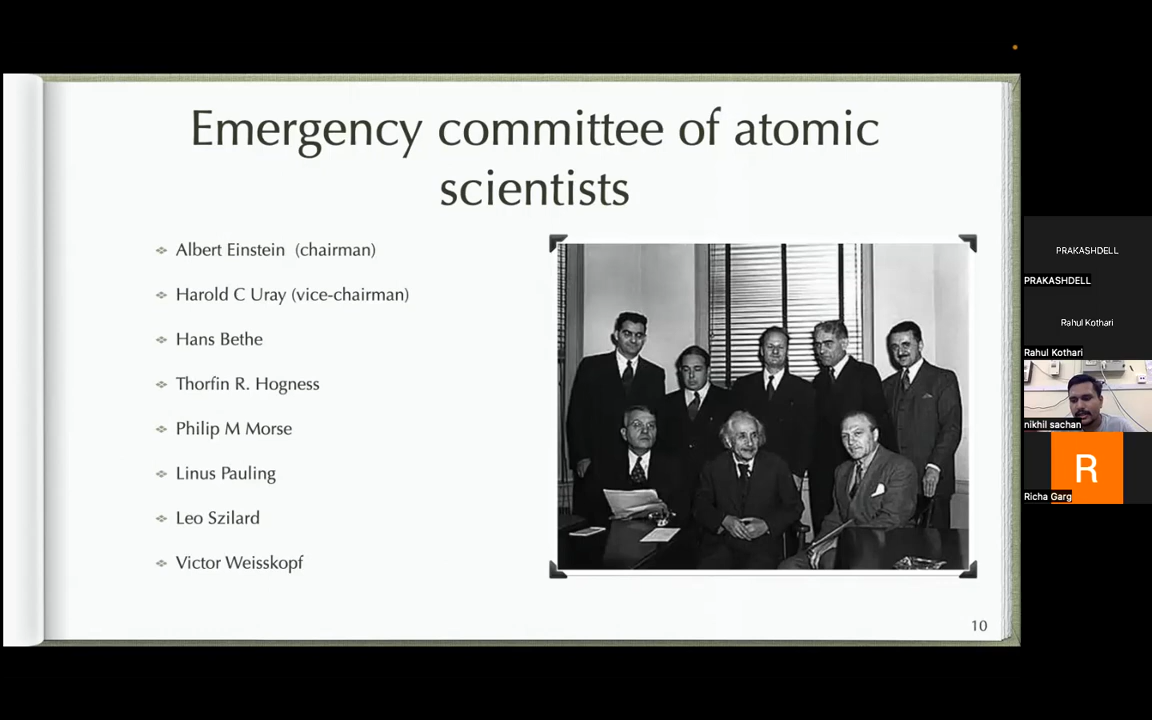 Emergency committee of atomic
scientists
Albert Einstein (chairman)
Harold C Uray (vice-chairman)
Hans Bethe
Thorfin R. Hogness
Philip M Morse
Linus Pauling
Leo Szilard
Victor Weisskopf
10
PRAKASHDELL
PRAKASHDELL
Rahul Kothari
Rahul Kothari
nikhil sachan
R
Richa Garg